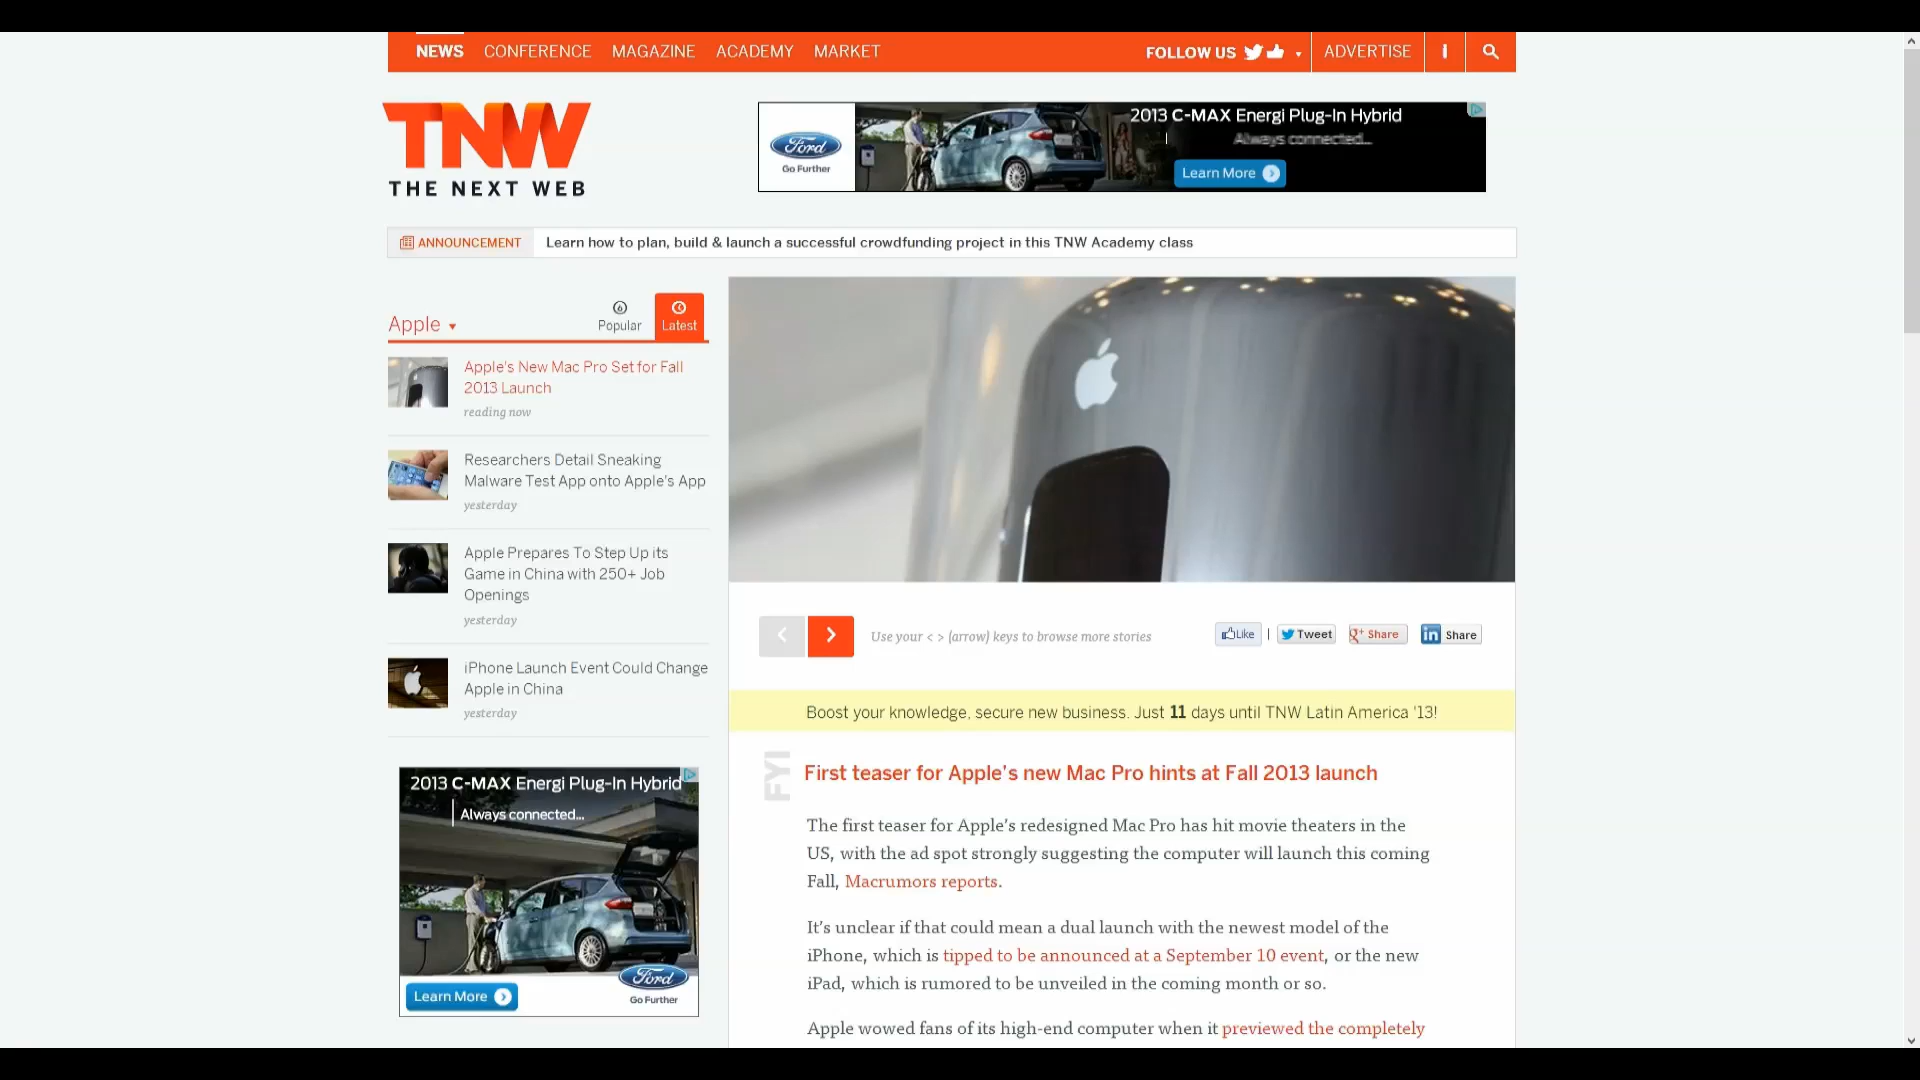 NEWS CONFERENCE MAGAZINE ACADEMY MARKET FOLLOW US ADVERTISE
TNW
THE NEXT WEB
Ford
Go Further
2013 C-MAX Energi Plug-In Hybrid
Always connected...
Learn More
ANNOUNCEMENT Learn how to plan, build & launch a successful crowdfunding project in this TNW Academy class
Apple
Popular
Latest
Apple's New Mac Pro Set for Fall
2013 Launch
reading now
Researchers Detail Sneaking
Malware Test App onto Apple's App
yesterday
Apple Prepares To Step Up its
Game in China with 250+ Job
Openings
yesterday
iPhone Launch Event Could Change
Apple in China
yesterday
2013 C-MAX Energi Plug-In Hybrid
Always connected...
Learn More
Ford
Go Further
Use your < > (arrow) keys to browse more stories
Like | Tweet g+ Share in Share
Boost your knowledge, secure new business. Just 11 days until TNW Latin America '13!
FYI
First teaser for Apple's new Mac Pro hints at Fall 2013 launch
The first teaser for Apple's redesigned Mac Pro has hit movie theaters in the
US, with the ad spot strongly suggesting the computer will launch this coming
Fall, Macrumors reports.
It's unclear if that could mean a dual launch with the newest model of the
iPhone, which is tipped to be announced at a September 10 event, or the new
iPad, which is rumored to be unveiled in the coming month or so.
Apple wowed fans of its high-end computer when it previewed the completely